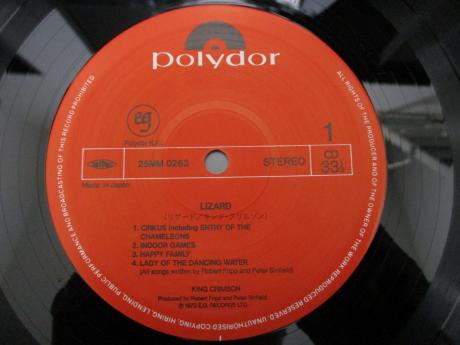 polydor
eg
Polydor K.K.
1
25MM 0263
STEREO
33⅓
Made in Japan
LIZARD
(リザード/キング・クリムゾン)
1. CIRKUS including ENTRY OF THE
CHAMELEONS
2. INDOOR GAMES
3. HAPPY FAMILY
4. LADY OF THE DANCING WATER
(All songs written by Robert Fripp and Peter Sinfield)
KING CRIMSON
Produced by Robert Fripp and Peter Sinfield
℗ 1970 E.G. RECORDS LTD.
ALL RIGHTS OF THE PRODUCER AND OF THE OWNER OF THE WORK REPRODUCED RESERVED. UNAUTHORISED COPYING, HIRING, LENDING, PUBLIC PERFORMANCE AND BROADCASTING OF THIS RECORD PROHIBITED